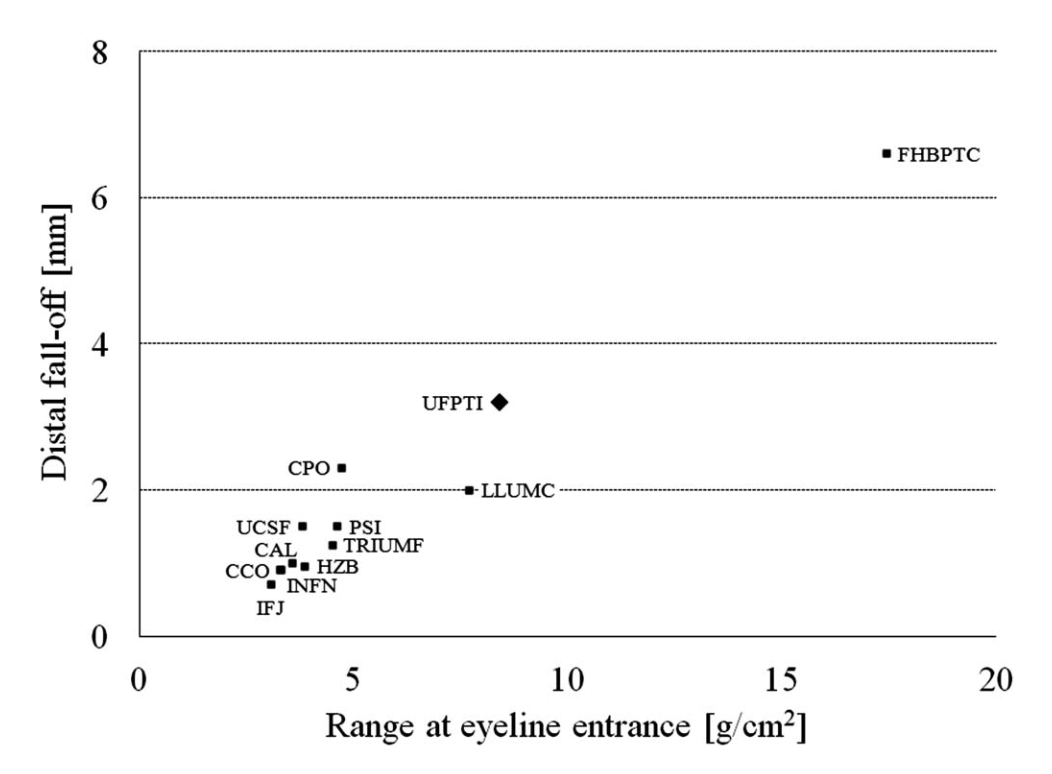 8
FHBPTC
6
Distal fall-off [mm]
4
UFPTI
CPO
2
LLUMC
UCSF
PSI
CAL
TRIUMF
CCO
HZB
INFN
IFJ
0
0 5 10 15 20
Range at eyeline entrance [g/cm²]